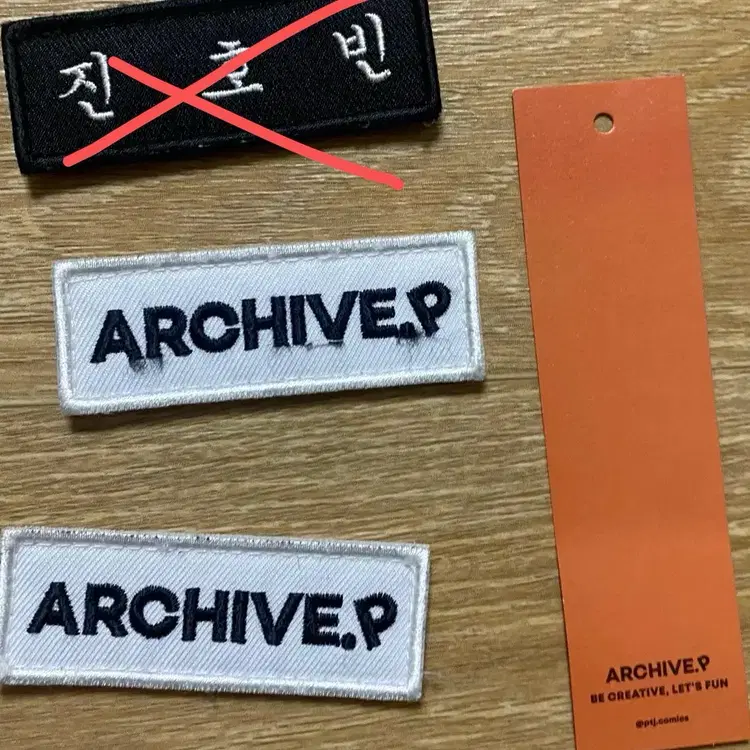 진 호 빈
ARCHIVE.P
ARCHIVE.P
ARCHIVE.P
BE CREATIVE, LET'S FUN
@ptj.comics